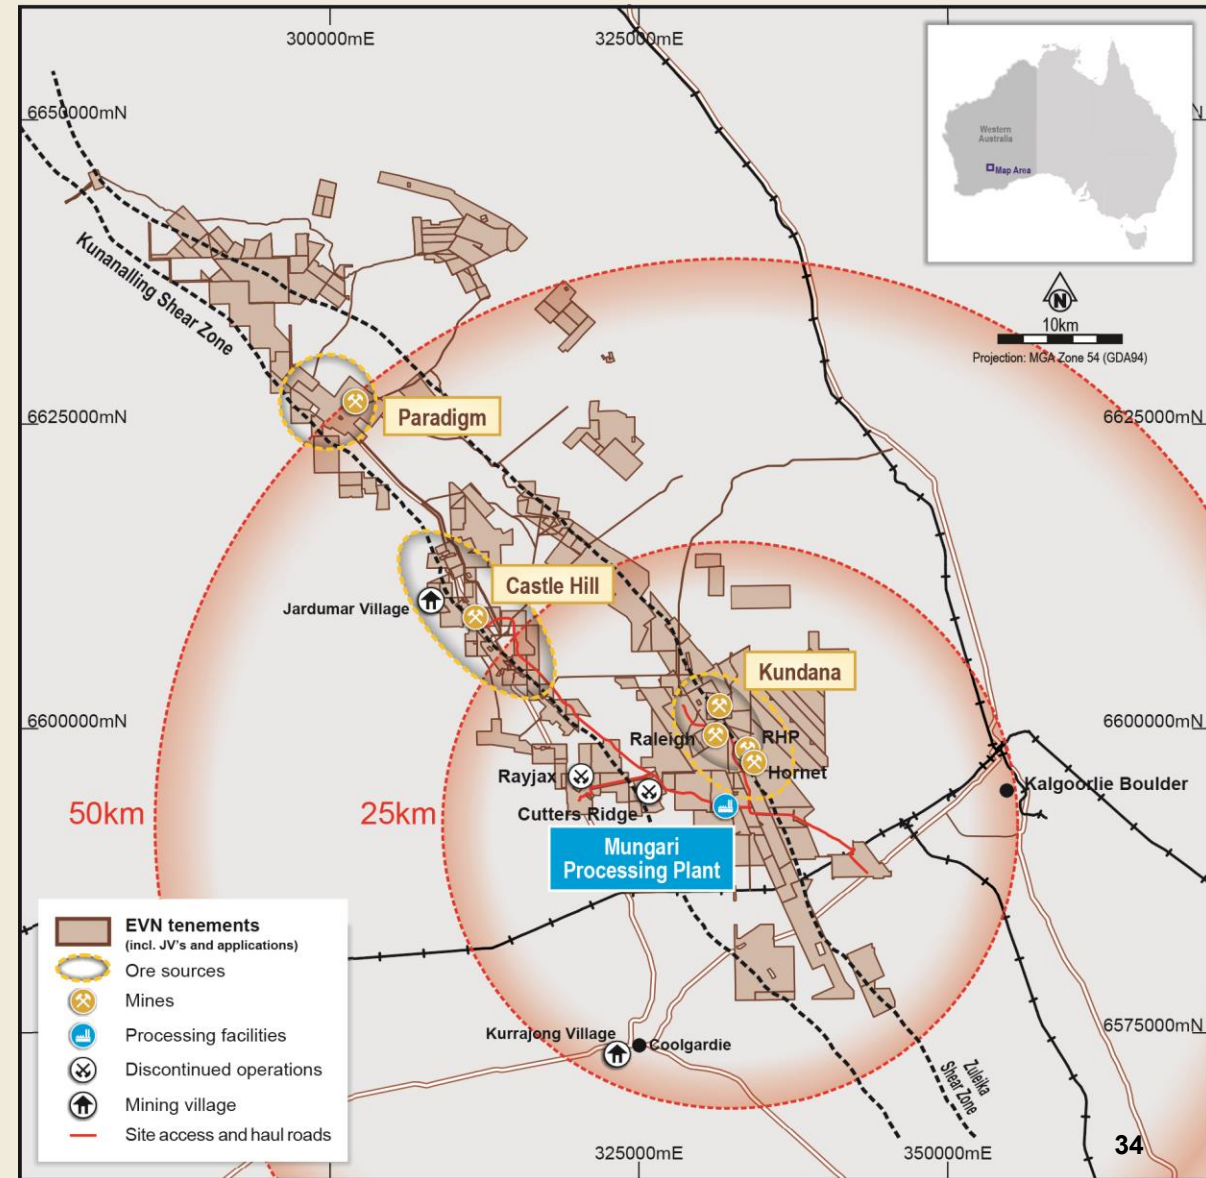 300000mE
325000mE
6650000mN
N
Western
Australia
Map Area
N
10km
Projection: MGA Zone 54 (GDA94)
Kunanalling Shear Zone
Paradigm
6625000mN
6625000mN
Castle Hill
Jardumar Village
Kundana
6600000mN
6600000mN
Raleigh
RHP
Hornet
Rayjax
Cutters Ridge
Kalgoorlie Boulder
50km
25km
Mungari
Processing Plant
EVN tenements
(incl. JV's and applications)
Ore sources
Mines
Processing facilities
Discontinued operations
Mining village
Site access and haul roads
Kurrajong Village
Coolgardie
6575000mN
Zuleika
Shear Zone
325000mE
350000mE
34